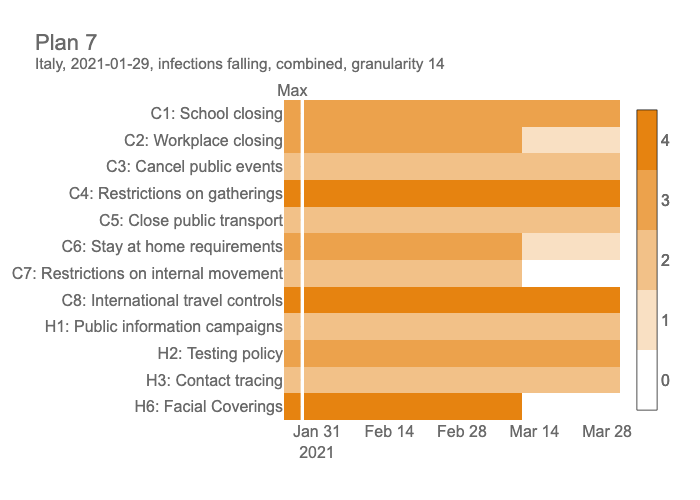 Plan 7
Italy, 2021-01-29, infections falling, combined, granularity 14
Max
C1: School closing
C2: Workplace closing
C3: Cancel public events
C4: Restrictions on gatherings
C5: Close public transport
C6: Stay at home requirements
C7: Restrictions on internal movement
C8: International travel controls
H1: Public information campaigns
H2: Testing policy
H3: Contact tracing
H6: Facial Coverings
Jan 31 Feb 14 Feb 28 Mar 14 Mar 28
2021
4
3
2
1
0